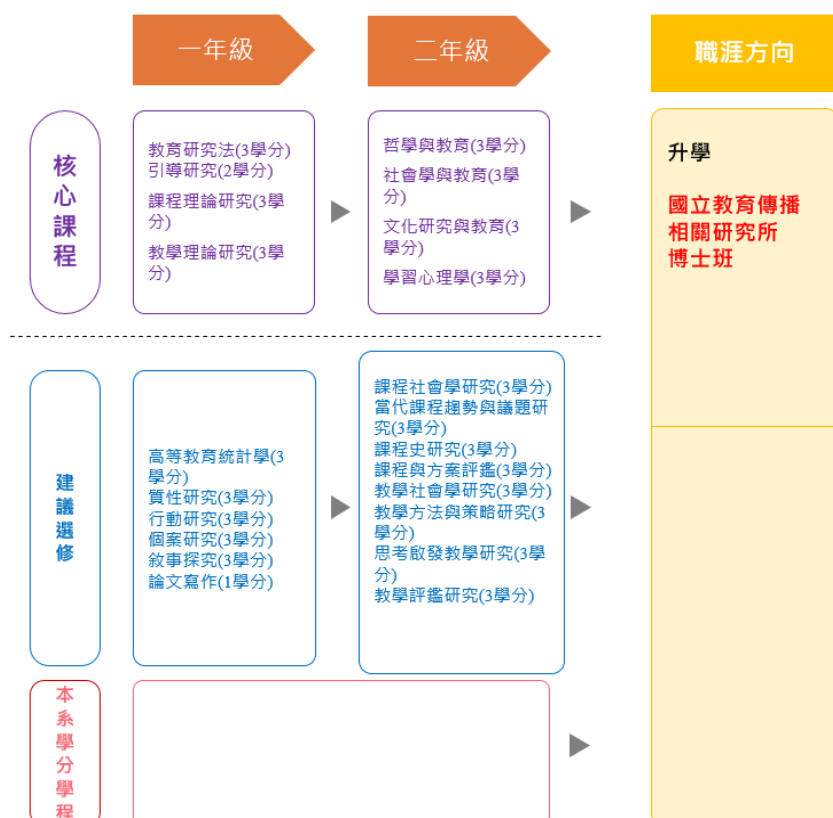 一年級
二年級
職涯方向
核心課程
教育研究法(3學分)
引導研究(2學分)
課程理論研究(3學
分)
教學理論研究(3學
分)
哲學與教育(3學分)
社會學與教育(3學
分)
文化研究與教育(3
學分)
學習心理學(3學分)
升學
國立教育傳播
相關研究所
博士班
建議選修
高等教育統計學(3
學分)
質性研究(3學分)
行動研究(3學分)
個案研究(3學分)
敘事探究(3學分)
論文寫作(1學分)
課程社會學研究(3學分)
當代課程趨勢與議題研
究(3學分)
課程史研究(3學分)
課程與方案評鑑(3學分)
教學社會學研究(3學分)
教學方法與策略研究(3
學分)
思考啟發教學研究(3學
分)
教學評鑑研究(3學分)
本系學分學程